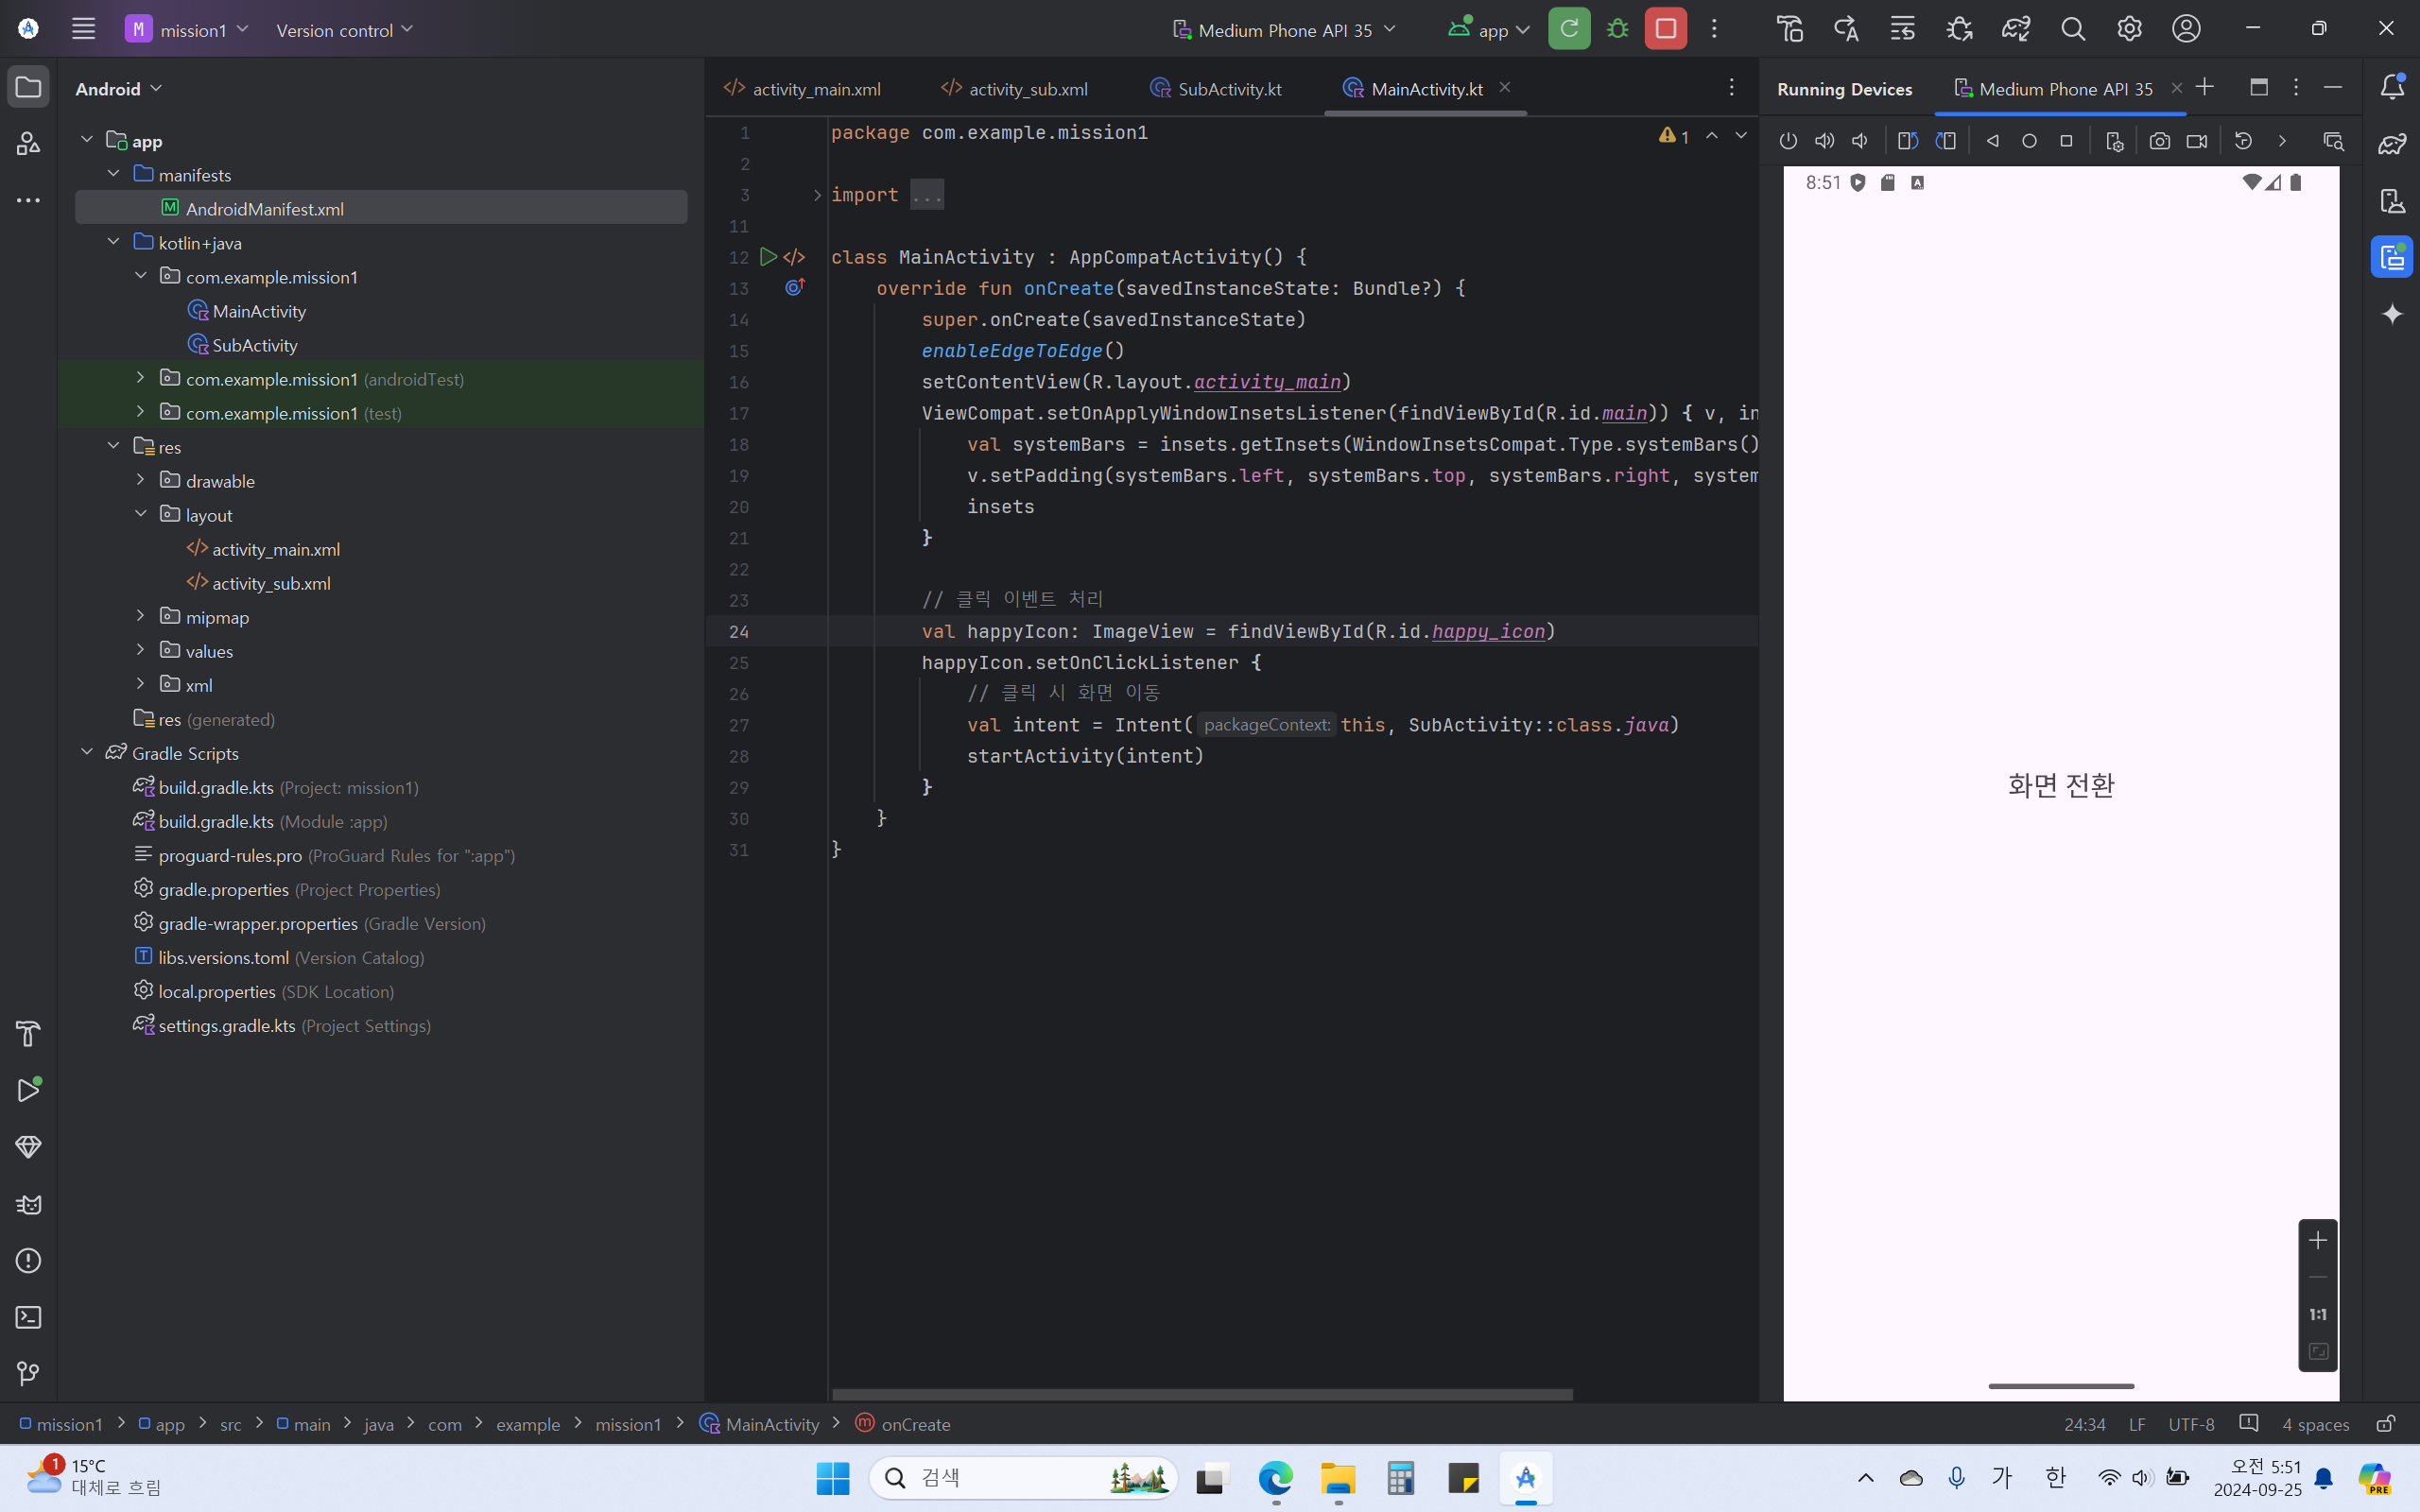 M mission1 Version control Medium Phone API 35 app
Android
app
manifests
AndroidManifest.xml
kotlin+java
com.example.mission1
MainActivity
SubActivity
com.example.mission1 (androidTest)
com.example.mission1 (test)
res
drawable
layout
activity_main.xml
activity_sub.xml
mipmap
values
xml
res (generated)
Gradle Scripts
build.gradle.kts (Project: mission1)
build.gradle.kts (Module :app)
proguard-rules.pro (ProGuard Rules for ":app")
gradle.properties (Project Properties)
gradle-wrapper.properties (Gradle Version)
libs.versions.toml (Version Catalog)
local.properties (SDK Location)
settings.gradle.kts (Project Settings)
activity_main.xml activity_sub.xml SubActivity.kt MainActivity.kt
1 package com.example.mission1
1
2
3 import ...
11
12 class MainActivity : AppCompatActivity() {
13 override fun onCreate(savedInstanceState: Bundle?) {
14 super.onCreate(savedInstanceState)
15 enableEdgeToEdge()
16 setContentView(R.layout.activity_main)
17 ViewCompat.setOnApplyWindowInsetsListener(findViewById(R.id.main)) { v, in
18 val systemBars = insets.getInsets(WindowInsetsCompat.Type.systemBars()
19 v.setPadding(systemBars.left, systemBars.top, systemBars.right, system
20 insets
21 }
22
23 // 클릭 이벤트 처리
24 val happyIcon: ImageView = findViewById(R.id.happy_icon)
25 happyIcon.setOnClickListener {
26 // 클릭 시 화면 이동
27 val intent = Intent( packageContext: this, SubActivity::class.java)
28 startActivity(intent)
29 }
30 }
31 }
Running Devices Medium Phone API 35
8:51
화면 전환
1:1
mission1 > app > src > main > java > com > example > mission1 > MainActivity > onCreate
24:34 LF UTF-8 4 spaces
1 15°C
대체로 흐림
검색
가 한
오전 5:51
2024-09-25
PRE